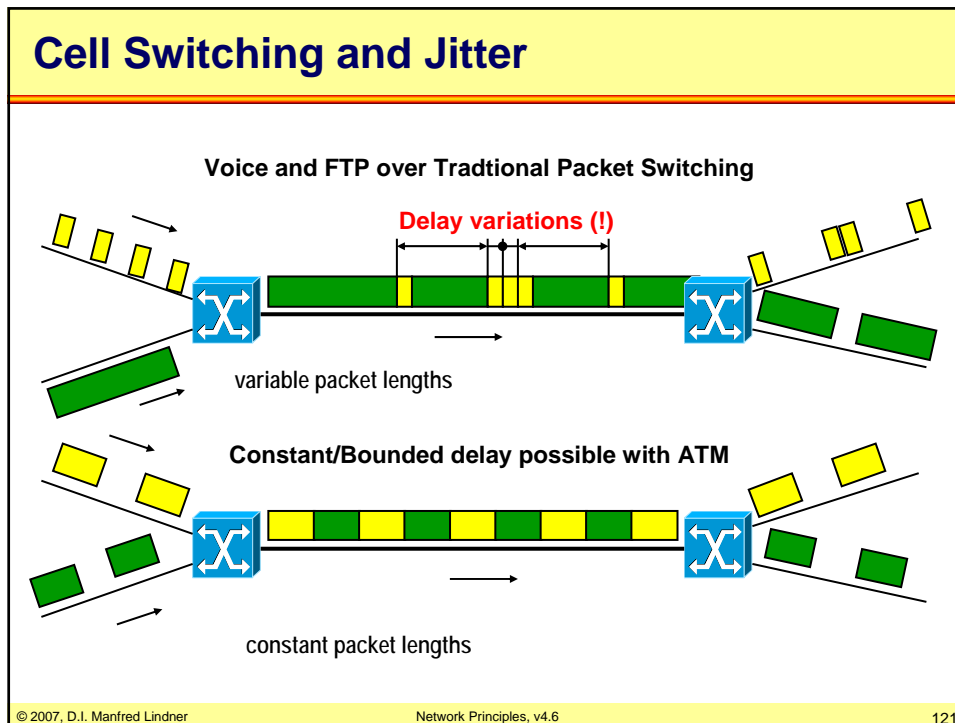 Cell Switching and Jitter
Voice and FTP over Tradtional Packet Switching
Delay variations (!)
variable packet lengths
Constant/Bounded delay possible with ATM
constant packet lengths
© 2007, D.I. Manfred Lindner
Network Principles, v4.6
121